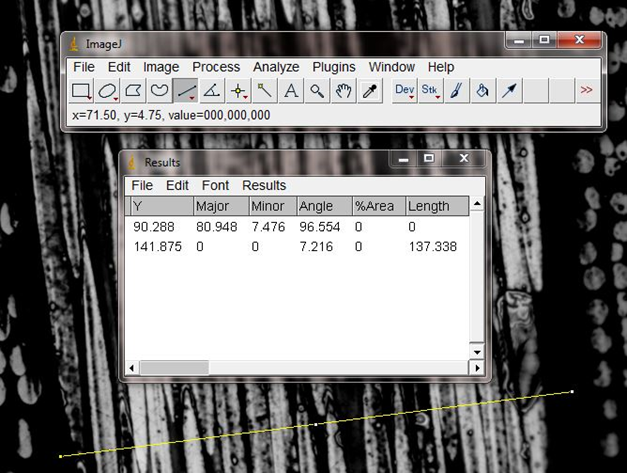 ImageJ
File Edit Image Process Analyze Plugins Window Help
A Dev Stk >>
x=71.50, y=4.75, value=000,000,000
Results
File Edit Font Results
Y Major Minor Angle %Area Length
90.288 80.948 7.476 96.554 0 0
141.875 0 0 7.216 0 137.338